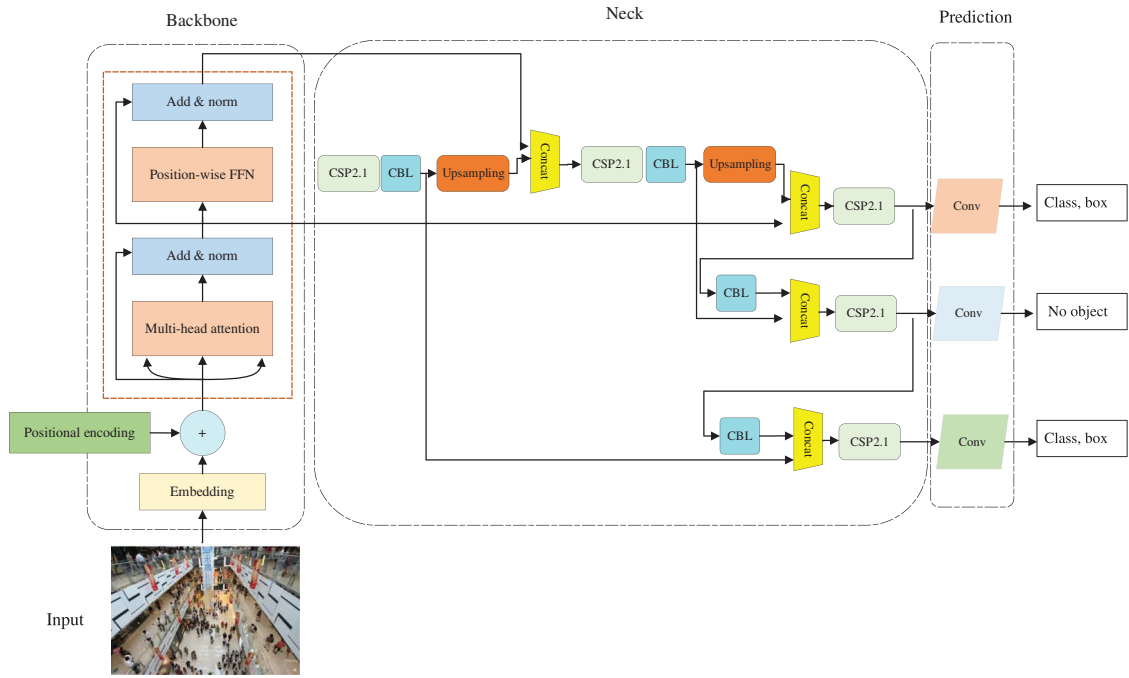 Backbone
Neck
Prediction
Add & norm
Position-wise FFN
Add & norm
Multi-head attention
Positional encoding
+
Embedding
Input
CSP2.1
CBL
Upsampling
Concat
CSP2.1
CBL
Upsampling
Concat
CSP2.1
Conv
Class, box
CBL
Concat
CSP2.1
Conv
No object
CBL
Concat
CSP2.1
Conv
Class, box